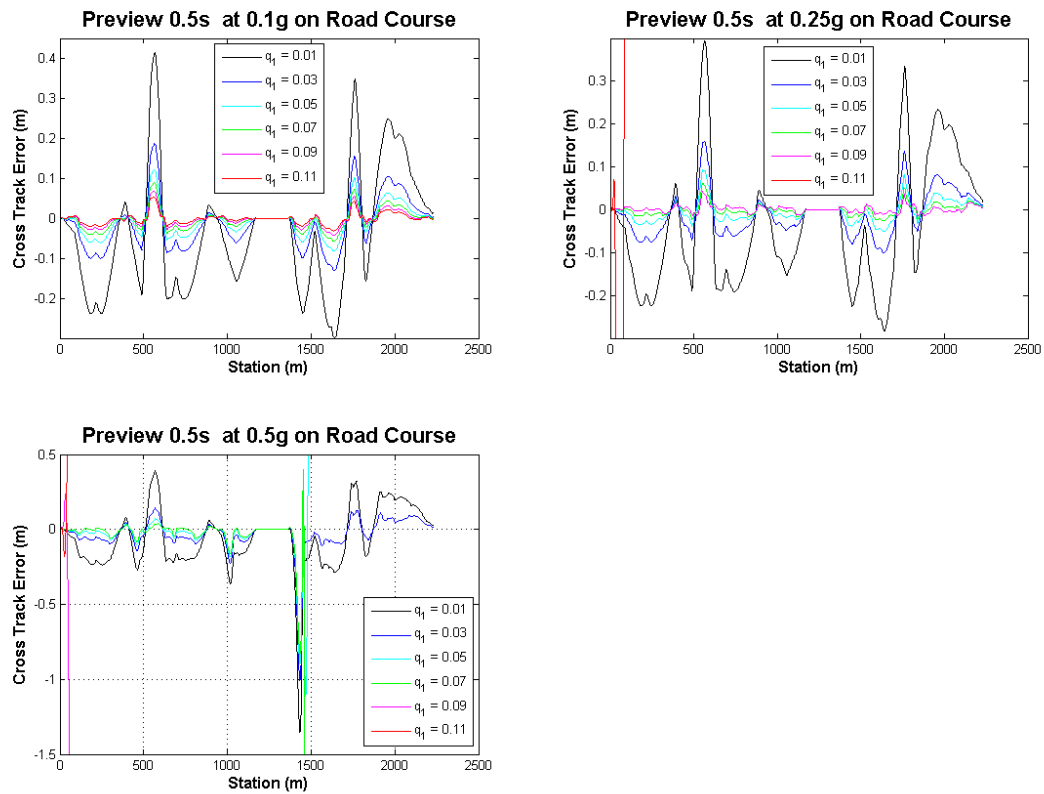 Preview 0.5s at 0.1g on Road Course
Cross Track Error (m)
0.4
0.3
0.2
0.1
0
-0.1
-0.2
q1 = 0.01
q1 = 0.03
q1 = 0.05
q1 = 0.07
q1 = 0.09
q1 = 0.11
0 500 1000 1500 2000 2500
Station (m)
Preview 0.5s at 0.25g on Road Course
Cross Track Error (m)
0.3
0.2
0.1
0
-0.1
-0.2
q1 = 0.01
q1 = 0.03
q1 = 0.05
q1 = 0.07
q1 = 0.09
q1 = 0.11
0 500 1000 1500 2000 2500
Station (m)
Preview 0.5s at 0.5g on Road Course
Cross Track Error (m)
0.5
0
-0.5
-1
-1.5
q1 = 0.01
q1 = 0.03
q1 = 0.05
q1 = 0.07
q1 = 0.09
q1 = 0.11
0 500 1000 1500 2000 2500
Station (m)